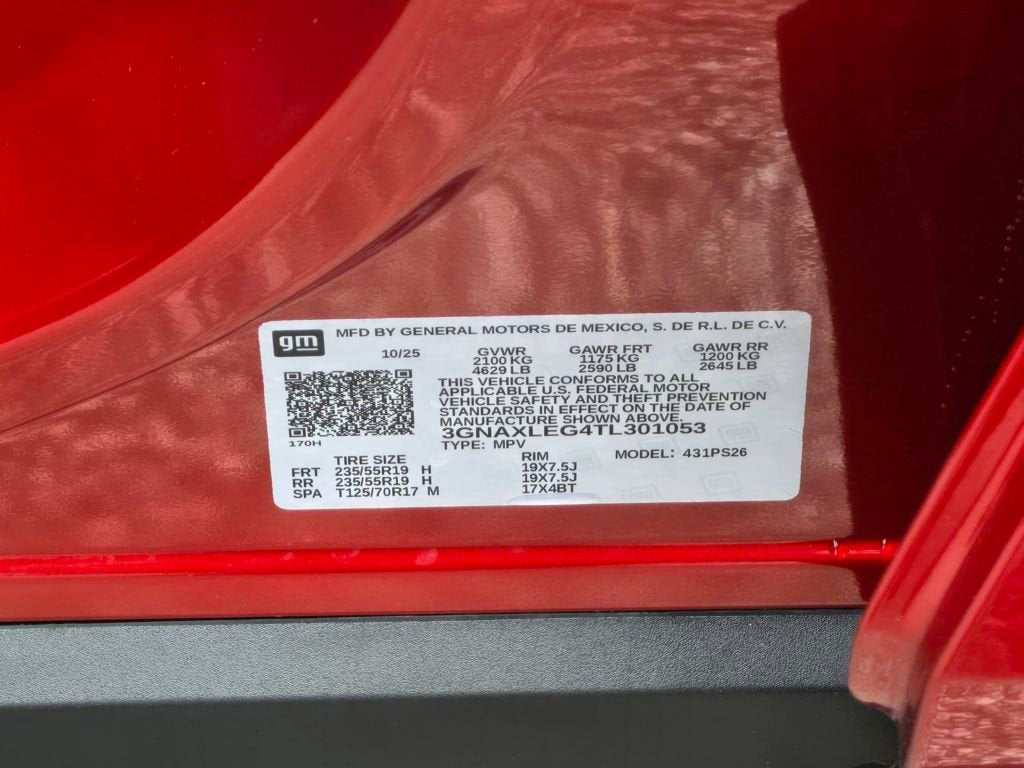 gm MFD BY GENERAL MOTORS DE MEXICO, S. DE R.L. DE C.V.
10/25 GVWR GAWR FRT GAWR RR
2100 KG 1175 KG 1200 KG
4629 LB 2590 LB 2645 LB
THIS VEHICLE CONFORMS TO ALL
APPLICABLE U.S. FEDERAL MOTOR
VEHICLE SAFETY AND THEFT PREVENTION
STANDARDS IN EFFECT ON THE DATE OF
MANUFACTURE SHOWN ABOVE.
170H 3GNAXLEG4TL301053
TYPE: MPV
TIRE SIZE RIM MODEL: 431PS26
FRT 235/55R19 H 19X7.5J
RR 235/55R19 H 19X7.5J
SPA T125/70R17 M 17X4BT